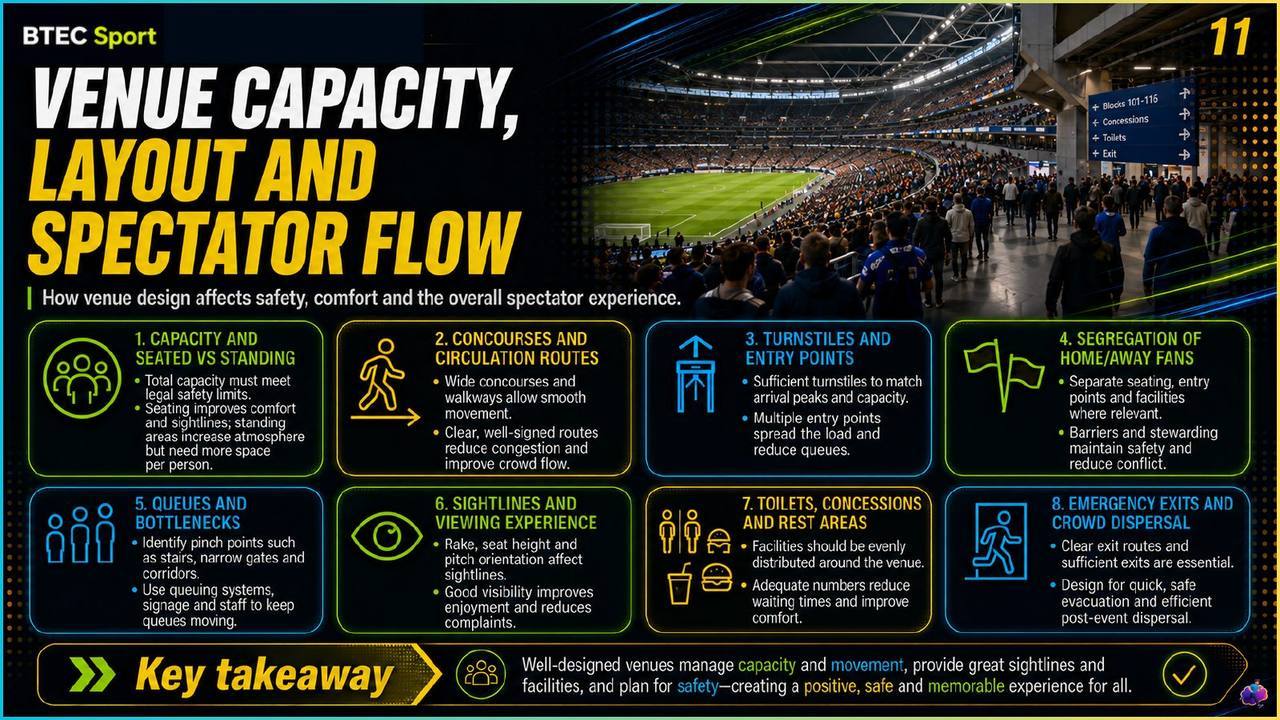 BTEC Sport
11
VENUE CAPACITY,
LAYOUT AND
SPECTATOR FLOW
How venue design affects safety, comfort and the overall spectator experience.
Blocks 101-116
Concessions
Toilets
Exit
1. CAPACITY AND
SEATED VS STANDING
• Total capacity must meet
legal safety limits.
• Seating improves comfort
and sightlines; standing
areas increase atmosphere
but need more space
per person.
2. CONCOURSES AND
CIRCULATION ROUTES
• Wide concourses and
walkways allow smooth
movement.
• Clear, well-signed routes
reduce congestion and
improve crowd flow.
3. TURNSTILES AND
ENTRY POINTS
• Sufficient turnstiles to match
arrival peaks and capacity.
• Multiple entry points
spread the load and
reduce queues.
4. SEGREGATION OF
HOME/AWAY FANS
• Separate seating, entry
points and facilities
where relevant.
• Barriers and stewarding
maintain safety and
reduce conflict.
5. QUEUES AND
BOTTLENECKS
• Identify pinch points such
as stairs, narrow gates and
corridors.
• Use queuing systems,
signage and staff to keep
queues moving.
6. SIGHTLINES AND
VIEWING EXPERIENCE
• Rake, seat height and
pitch orientation affect
sightlines.
• Good visibility improves
enjoyment and reduces
complaints.
7. TOILETS, CONCESSIONS
AND REST AREAS
• Facilities should be evenly
distributed around the venue.
• Adequate numbers reduce
waiting times and improve
comfort.
8. EMERGENCY EXITS AND
CROWD DISPERSAL
• Clear exit routes and
sufficient exits are essential.
• Design for quick, safe
evacuation and efficient
post-event dispersal.
Key takeaway
Well-designed venues manage capacity and movement, provide great sightlines and
facilities, and plan for safety—creating a positive, safe and memorable experience for all.